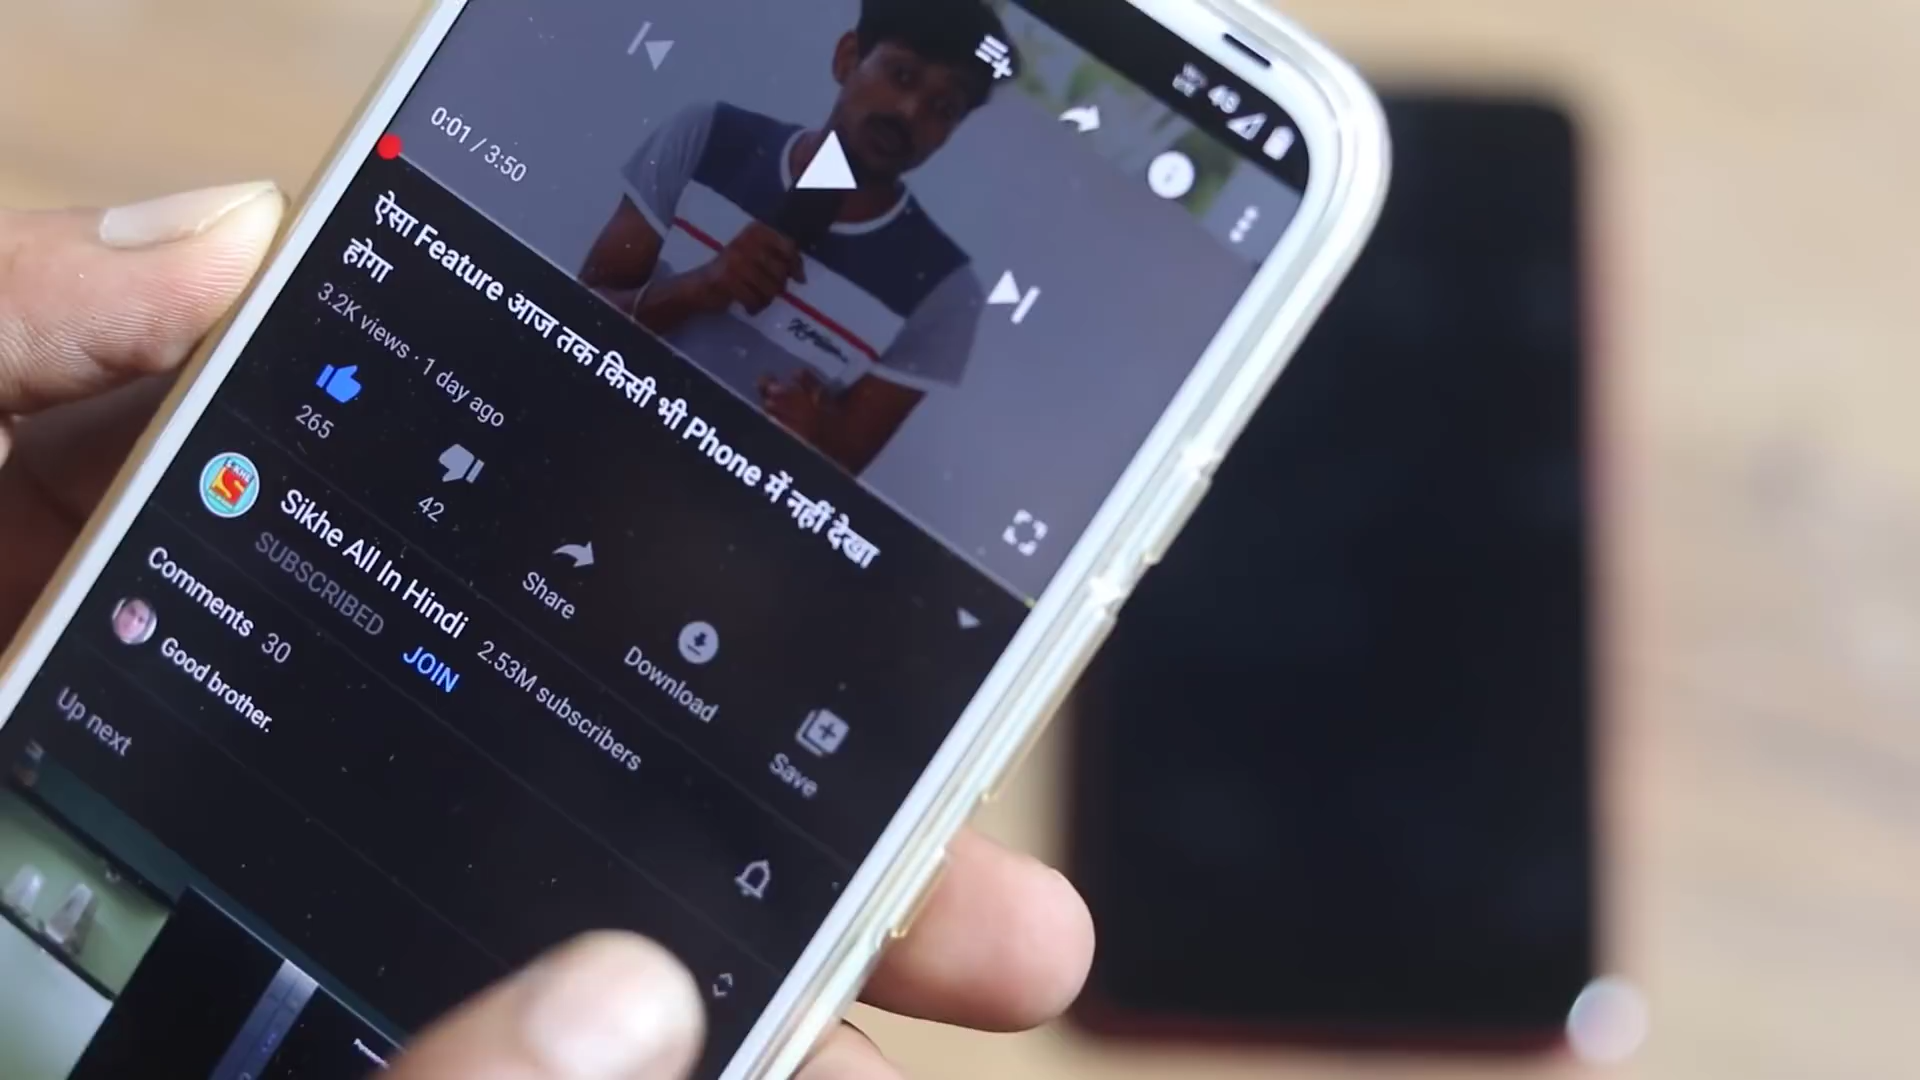 4G
0:01 / 3:50
ऐसा Feature आज तक किसी भी Phone में नहीं देखा
होगा
3.2K views · 1 day ago
265
42
Share
Download
Save
Sikhe All In Hindi
2.53M subscribers
SUBSCRIBED
JOIN
Comments 30
Good brother.
Up next